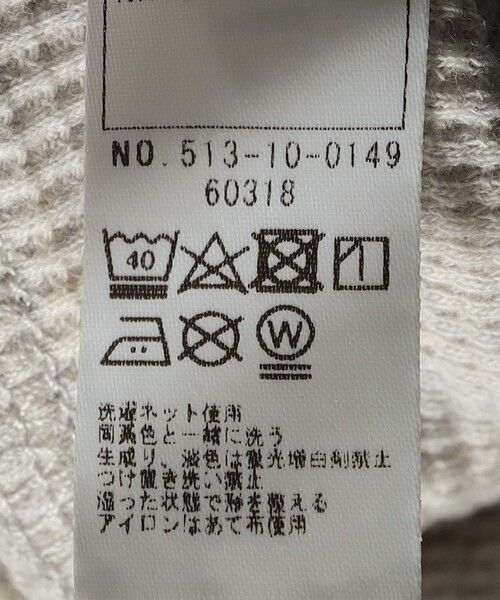 NO. 513-10-0149
60318
40
W
洗濯ネット使用
同系色と一緒に洗う
生成り、淡色は蛍光増白剤禁止
つけ置き洗い禁止
湿った状態で形を整える
アイロンはあて布使用